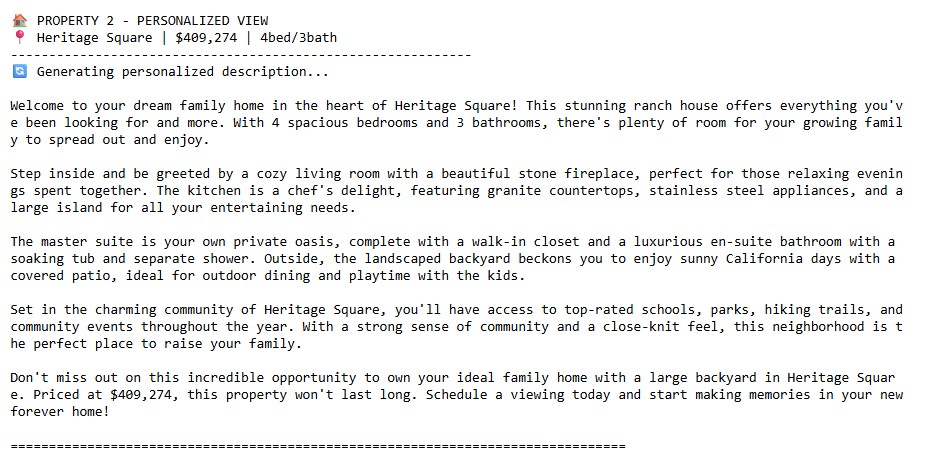 🏠 PROPERTY 2 - PERSONALIZED VIEW
📍 Heritage Square | $409,274 | 4bed/3bath
------------------------------------------------------------
🔄 Generating personalized description...

Welcome to your dream family home in the heart of Heritage Square! This stunning ranch house offers everything you'v
e been looking for and more. With 4 spacious bedrooms and 3 bathrooms, there's plenty of room for your growing famil
y to spread out and enjoy.

Step inside and be greeted by a cozy living room with a beautiful stone fireplace, perfect for those relaxing evenin
gs spent together. The kitchen is a chef's delight, featuring granite countertops, stainless steel appliances, and a
large island for all your entertaining needs.

The master suite is your own private oasis, complete with a walk-in closet and a luxurious en-suite bathroom with a
soaking tub and separate shower. Outside, the landscaped backyard beckons you to enjoy sunny California days with a
covered patio, ideal for outdoor dining and playtime with the kids.

Set in the charming community of Heritage Square, you'll have access to top-rated schools, parks, hiking trails, and
community events throughout the year. With a strong sense of community and a close-knit feel, this neighborhood is t
he perfect place to raise your family.

Don't miss out on this incredible opportunity to own your ideal family home with a large backyard in Heritage Squar
e. Priced at $409,274, this property won't last long. Schedule a viewing today and start making memories in your new
forever home!

================================================================================